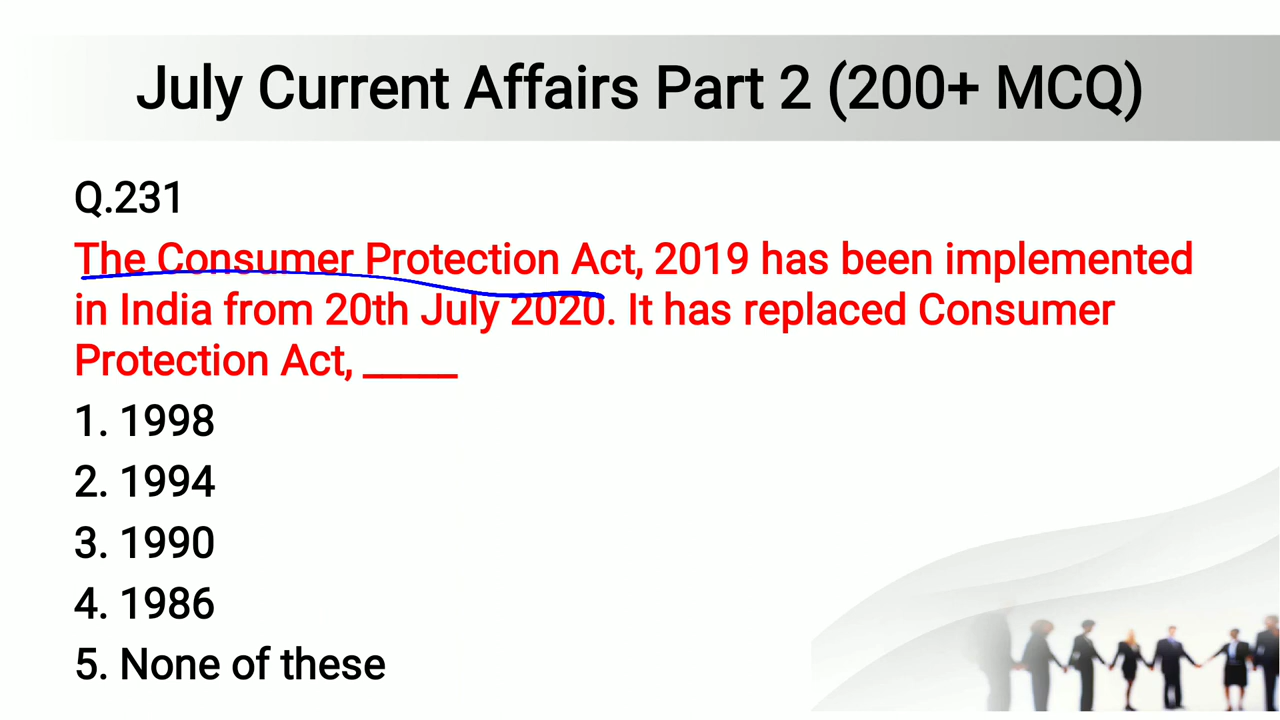 July Current Affairs Part 2 (200+ MCQ)
Q.231
The Consumer Protection Act, 2019 has been implemented
in India from 20th July 2020. It has replaced Consumer
Protection Act, _____
1. 1998
2. 1994
3. 1990
4. 1986
5. None of these